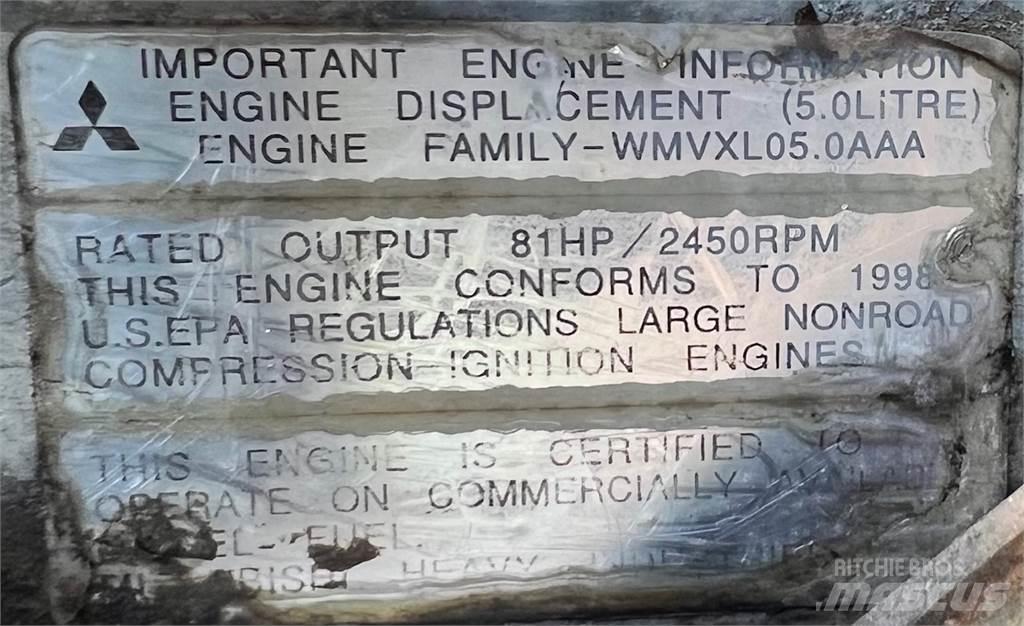 IMPORTANT ENGINE INFORMATION
ENGINE DISPLACEMENT (5.0LiTRE)
ENGINE FAMILY-WMVXL05.0AAA
RATED OUTPUT 81HP/2450RPM
THIS ENGINE CONFORMS TO 1998
U.S.EPA REGULATIONS LARGE NONROAD
COMPRESSION-IGNITION ENGINES
THIS ENGINE IS CERTIFIED TO
OPERATE ON COMMERCIALLY
FUEL.
HEAVY
RITCHIE BROS.
MASCUS